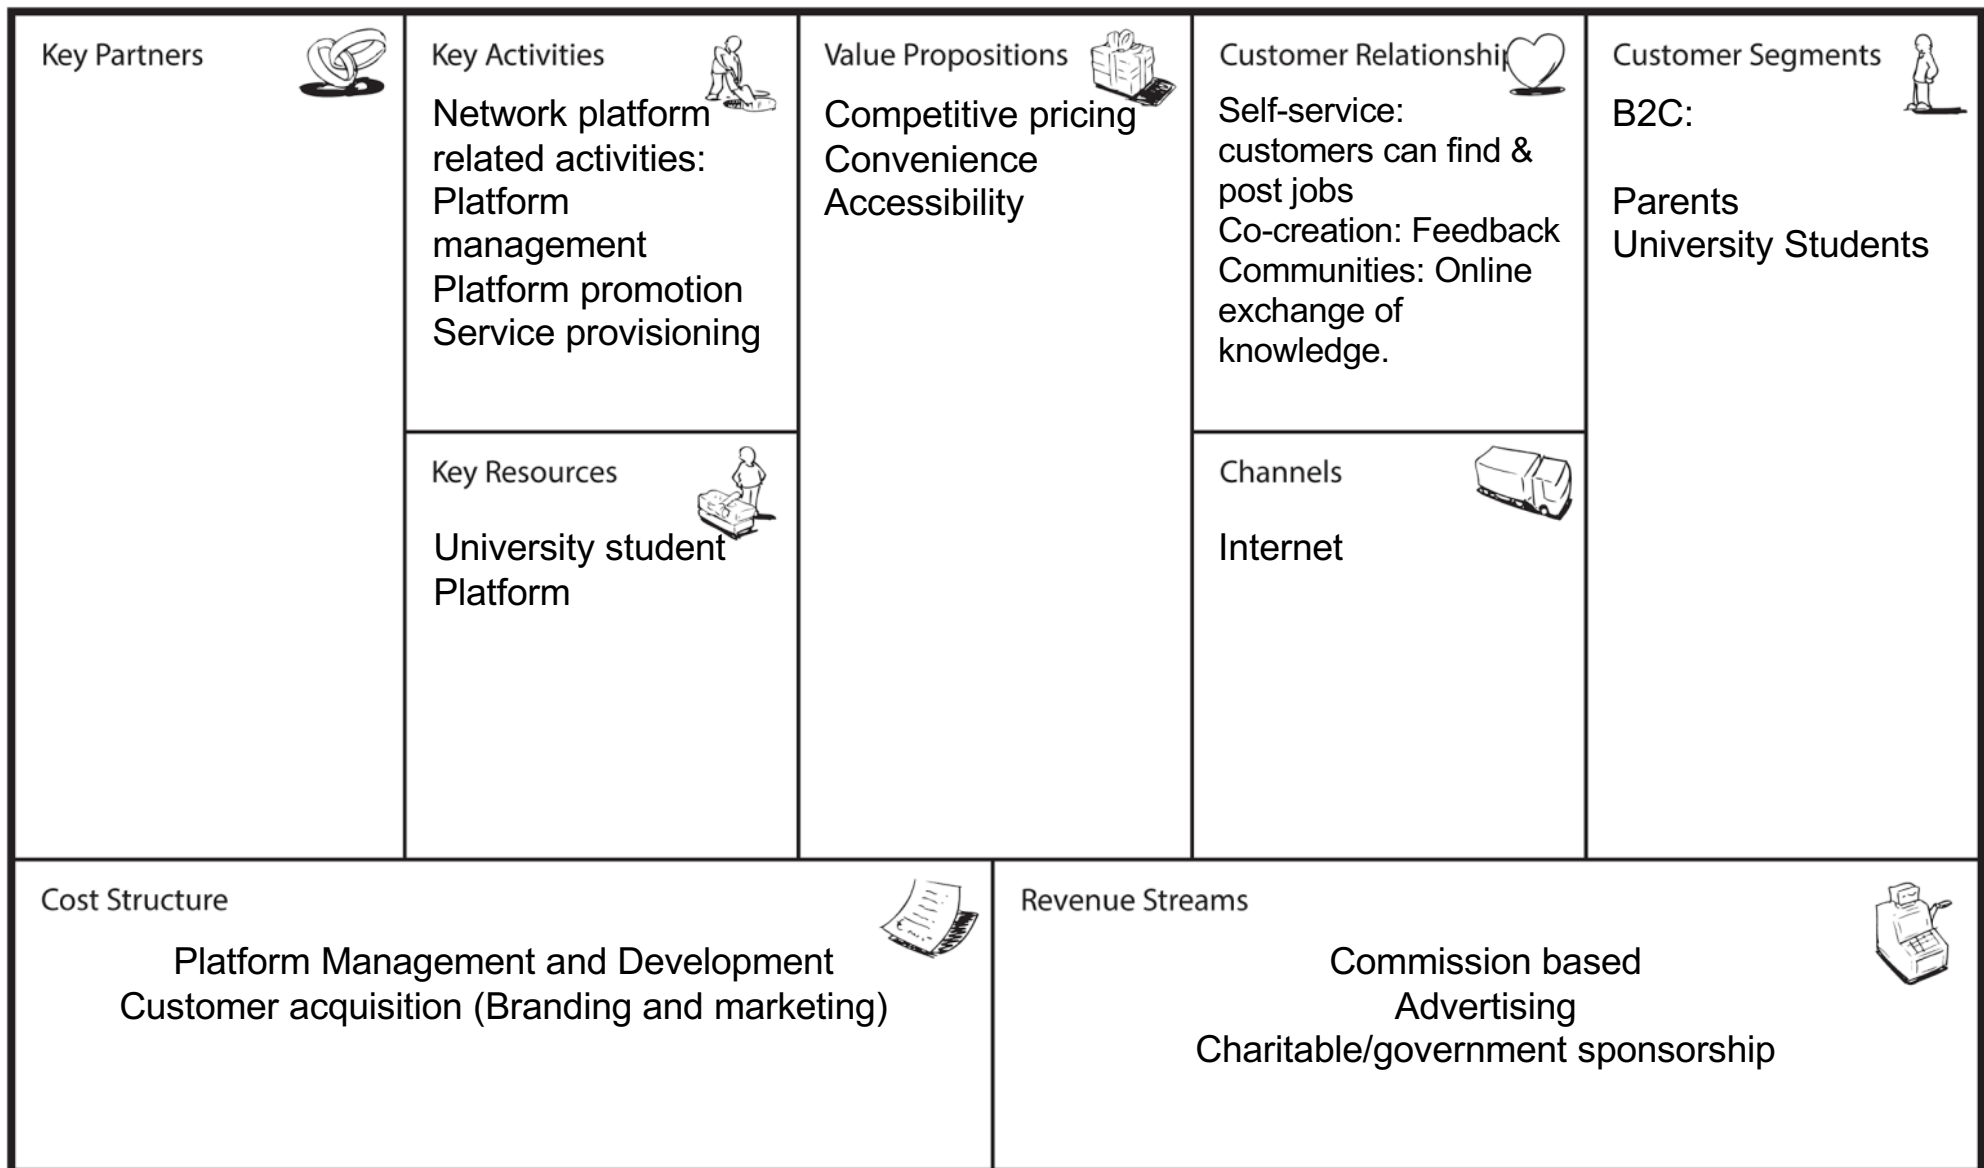 Key Partners
Key Activities
Network platform
related activities:
Platform
management
Platform promotion
Service provisioning
Key Resources
University student
Platform
Value Propositions
Competitive pricing
Convenience
Accessibility
Customer Relationship
Self-service:
customers can find &
post jobs
Co-creation: Feedback
Communities: Online
exchange of
knowledge.
Channels
Internet
Customer Segments
B2C:
Parents
University Students
Cost Structure
Platform Management and Development
Customer acquisition (Branding and marketing)
Revenue Streams
Commission based
Advertising
Charitable/government sponsorship